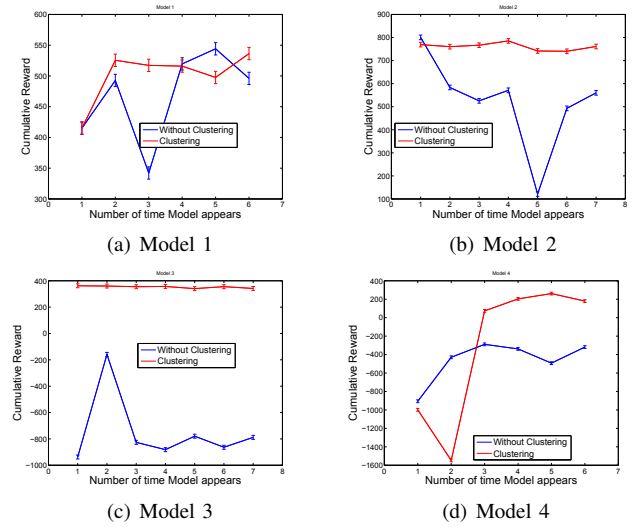 Model 1
550
500
450
400
350
300
0 1 2 3 4 5 6 7
Cumulative Reward
Number of time Model appears
Without Clustering
Clustering
(a) Model 1
Model 2
900
800
700
600
500
400
300
200
100
0 1 2 3 4 5 6 7 8
Cumulative Reward
Number of time Model appears
Without Clustering
Clustering
(b) Model 2
Model 3
400
200
0
−200
−400
−600
−800
−1000
0 1 2 3 4 5 6 7 8
Cumulative Reward
Number of time Model appears
Without Clustering
Clustering
(c) Model 3
Model 4
400
200
0
−200
−400
−600
−800
−1000
−1200
−1400
−1600
0 1 2 3 4 5 6 7
Cumulative Reward
Number of time Model appears
Without Clustering
Clustering
(d) Model 4